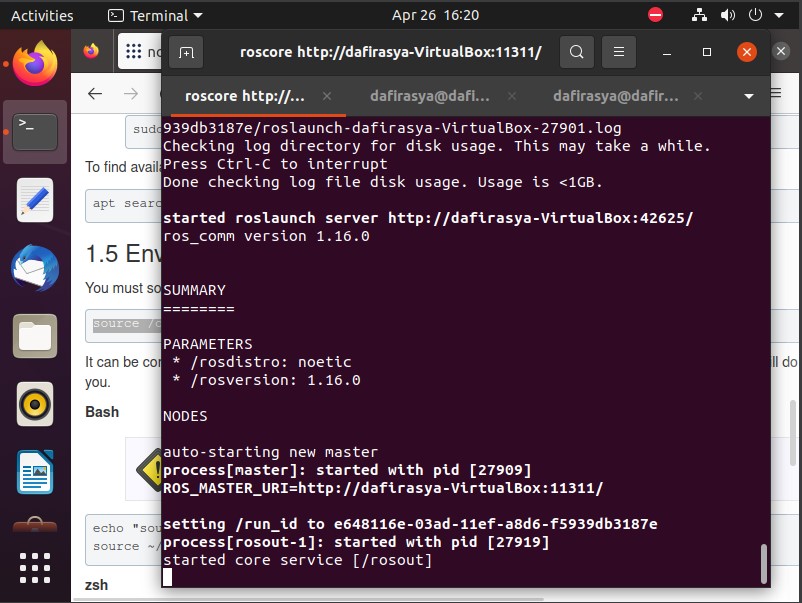 Activities
Terminal
Apr 26 16:20
no
roscore http://dafirasya-VirtualBox:11311/
roscore http://...
dafirasya@dafi...
dafirasya@dafir...
sudo
To find availa
apt searc
1.5 Env
You must so
source /o
It can be con
ll do
you.
Bash
echo "sou
source ~/
zsh
939db3187e/roslaunch-dafirasya-VirtualBox-27901.log
Checking log directory for disk usage. This may take a while.
Press Ctrl-C to interrupt
Done checking log file disk usage. Usage is <1GB.
started roslaunch server http://dafirasya-VirtualBox:42625/
ros_comm version 1.16.0
SUMMARY
========
PARAMETERS
* /rosdistro: noetic
* /rosversion: 1.16.0
NODES
auto-starting new master
process[master]: started with pid [27909]
ROS_MASTER_URI=http://dafirasya-VirtualBox:11311/
setting /run_id to e648116e-03ad-11ef-a8d6-f5939db3187e
process[rosout-1]: started with pid [27919]
started core service [/rosout]